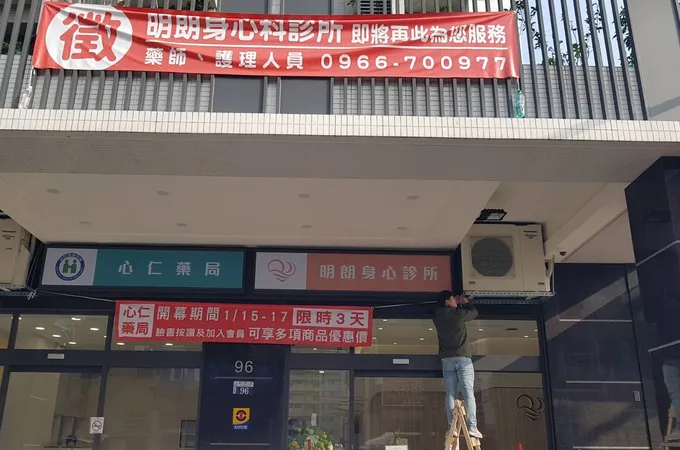 徵
明朗身心科診所 即將再此為您服務
藥師、護理人員 0966-700977
心仁藥局
明朗身心診所
心仁藥局
開幕期間1/15-17 限時3天
臉書按讚及加入會員 可享多項商品優惠價
96
96